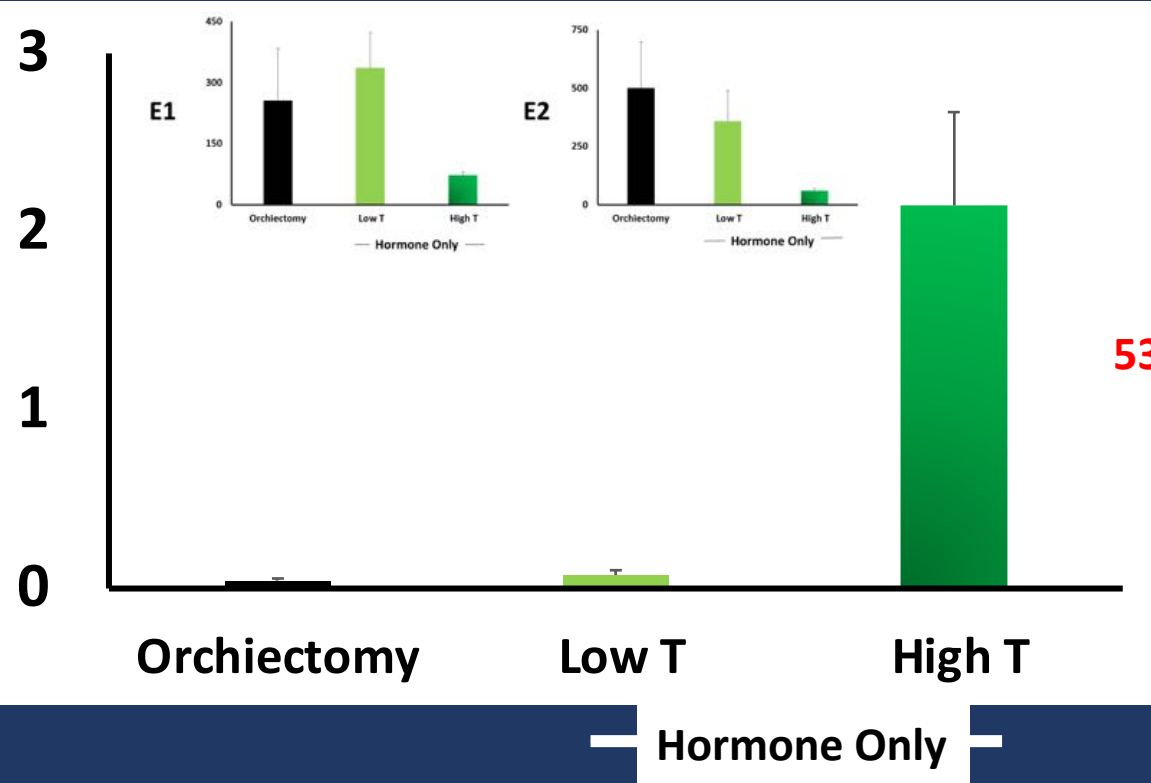 3
2
1
0
450
300
150
0
E1
Orchiectomy Low T High T
Hormone Only
750
500
250
0
E2
Orchiectomy Low T High T
Hormone Only
53
Orchiectomy Low T High T
Hormone Only